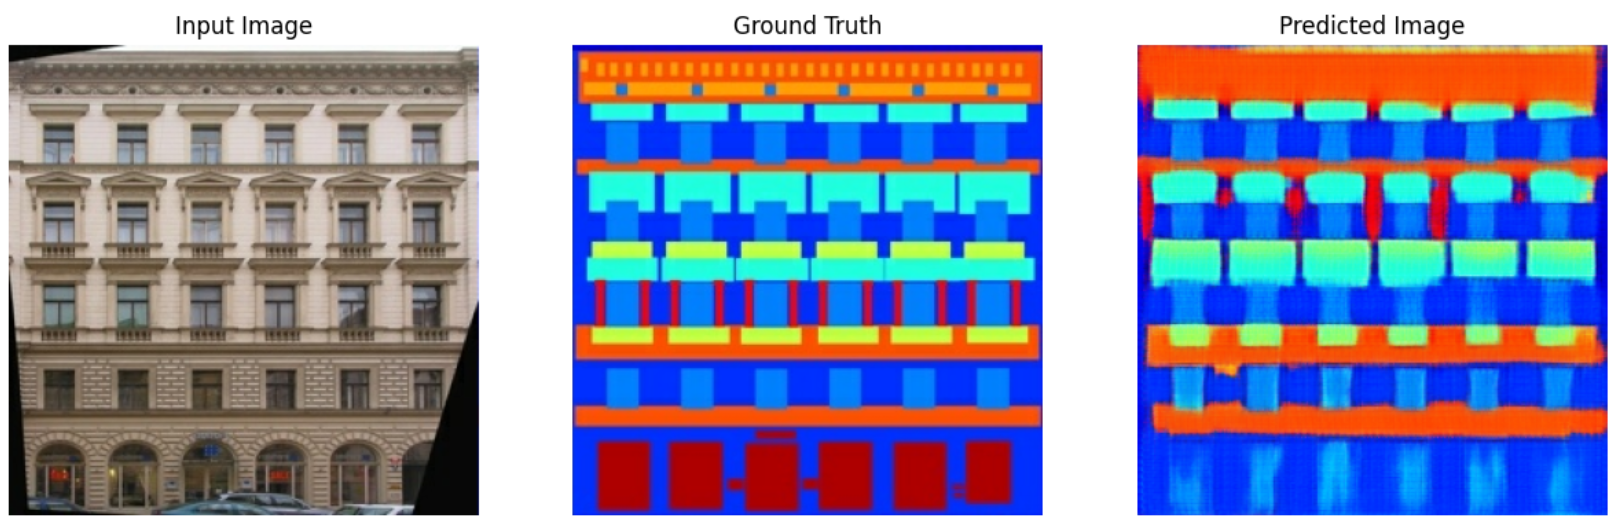 Input Image
Ground Truth
Predicted Image